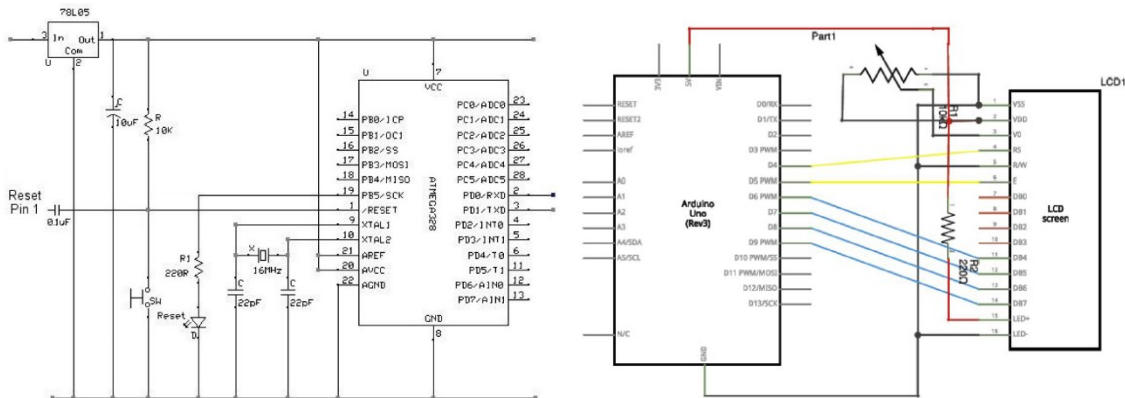 78L05
3 In Out 1
Com
U 2
C
10uF
R
10K
Reset
Pin 1
0.1uF
R1
220R
SW
Reset
D
X
16MHz
C
22pF
C
22pF
U
7
VCC
ATMEGA328
14 PB0/ICP
15 PB1/OC1
16 PB2/SS
17 PB3/MOSI
18 PB4/MISO
19 PB5/SCK
1 /RESET
9 XTAL1
10 XTAL2
21 AREF
20 AVCC
22 AGND
PC0/ADC0 23
PC1/ADC1 24
PC2/ADC2 25
PC3/ADC3 26
PC4/ADC4 27
PC5/ADC5 28
PD0/RXD 2
PD1/TXD 3
PD2/INT0 4
PD3/INT1 5
PD4/T0 6
PD5/T1 11
PD6/AIN0 12
PD7/AIN1 13
GND
8
Part1
3V3
5V
VIN
RESET
RESET2
AREF
ioref
A0
A1
A2
A3
A4/SDA
A5/SCL
N/C
Arduino
Uno
(Rev3)
D0/RX
D1/TX
D2
D3 PWM
D4
D5 PWM
D6 PWM
D7
D8
D9 PWM
D10 PWM/SS
D11 PWM/MOSI
D12/MISO
D13/SCK
GND
R1
10kΩ
R2
220Ω
LCD1
1 VSS
2 VDD
3 V0
4 RS
5 R/W
6 E
7 DB0
8 DB1
9 DB2
10 DB3
11 DB4
12 DB5
13 DB6
14 DB7
15 LED+
16 LED-
LCD
screen